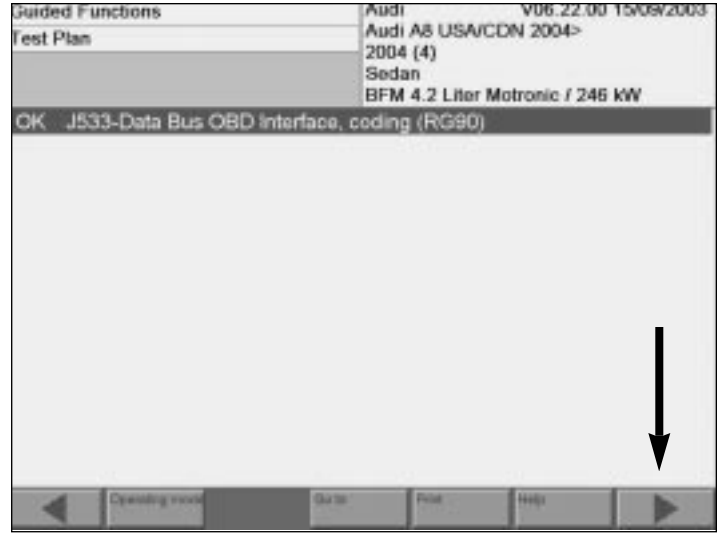 Guided Functions
Test Plan
Audi V06.22.00 15/09/2003
Audi A8 USA/CDN 2004>
2004 (4)
Sedan
BFM 4.2 Liter Motronic / 246 kW
OK J533-Data Bus OBD Interface, coding (RG90)
Operating mode Go to Print Help